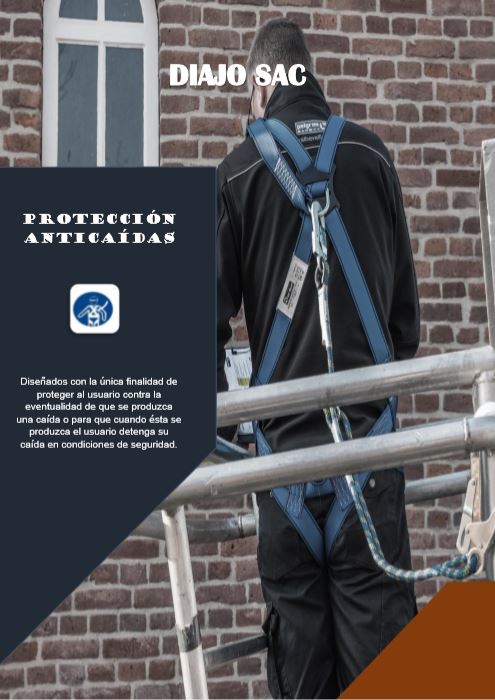 DIAJO SAC
PROTECCIÓN
ANTICAÍDAS
Diseñados con la única finalidad de
proteger al usuario contra la
eventualidad de que se produzca
una caída o para que cuando ésta se
produzca el usuario detenga su
caída en condiciones de seguridad.